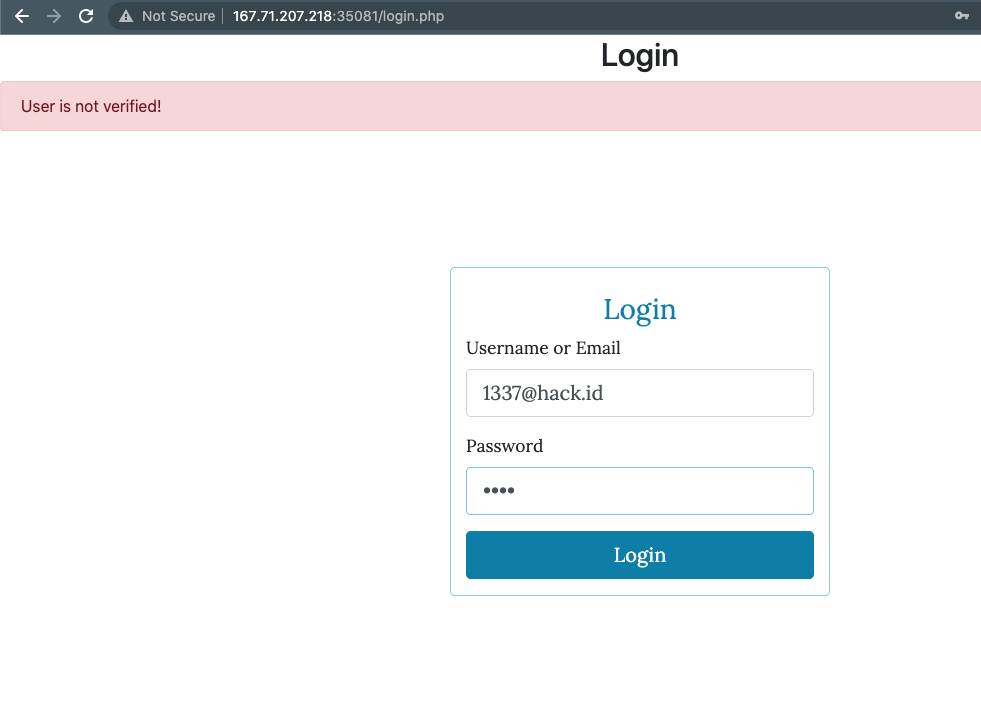 Not Secure | 167.71.207.218:35081/login.php
Login
User is not verified!
Login
Username or Email
1337@hack.id
Password
••••
Login